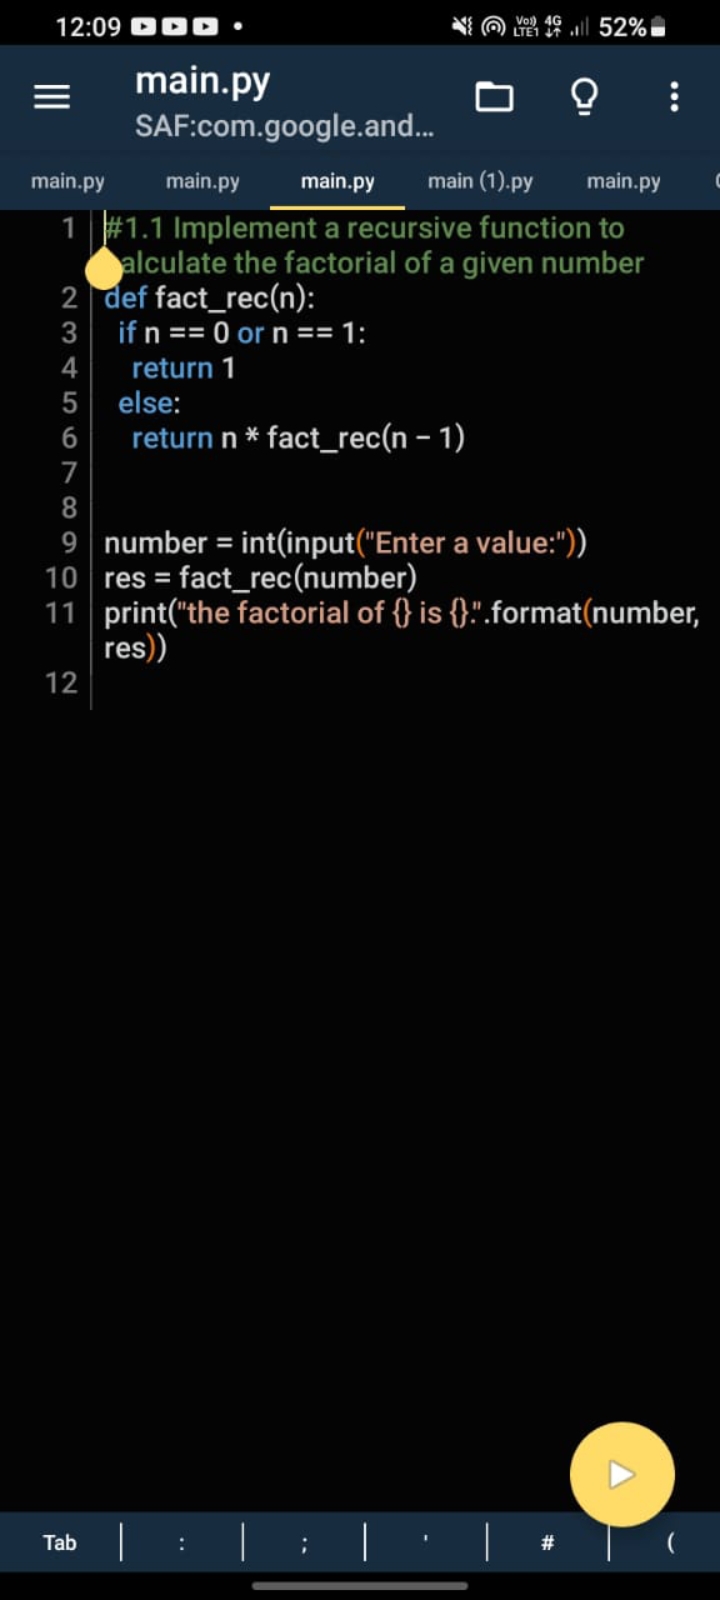 12:09
Vo)) 4G
LTE1
52%
main.py
SAF:com.google.and...
main.py main.py main.py main (1).py main.py
1 #1.1 Implement a recursive function to
alculate the factorial of a given number
2 def fact_rec(n):
3 if n == 0 or n == 1:
4 return 1
5 else:
6 return n * fact_rec(n - 1)
7
8
9 number = int(input("Enter a value:"))
10 res = fact_rec(number)
11 print("the factorial of {} is {}.".format(number,
res))
12
Tab | : | ; | ' | # | (